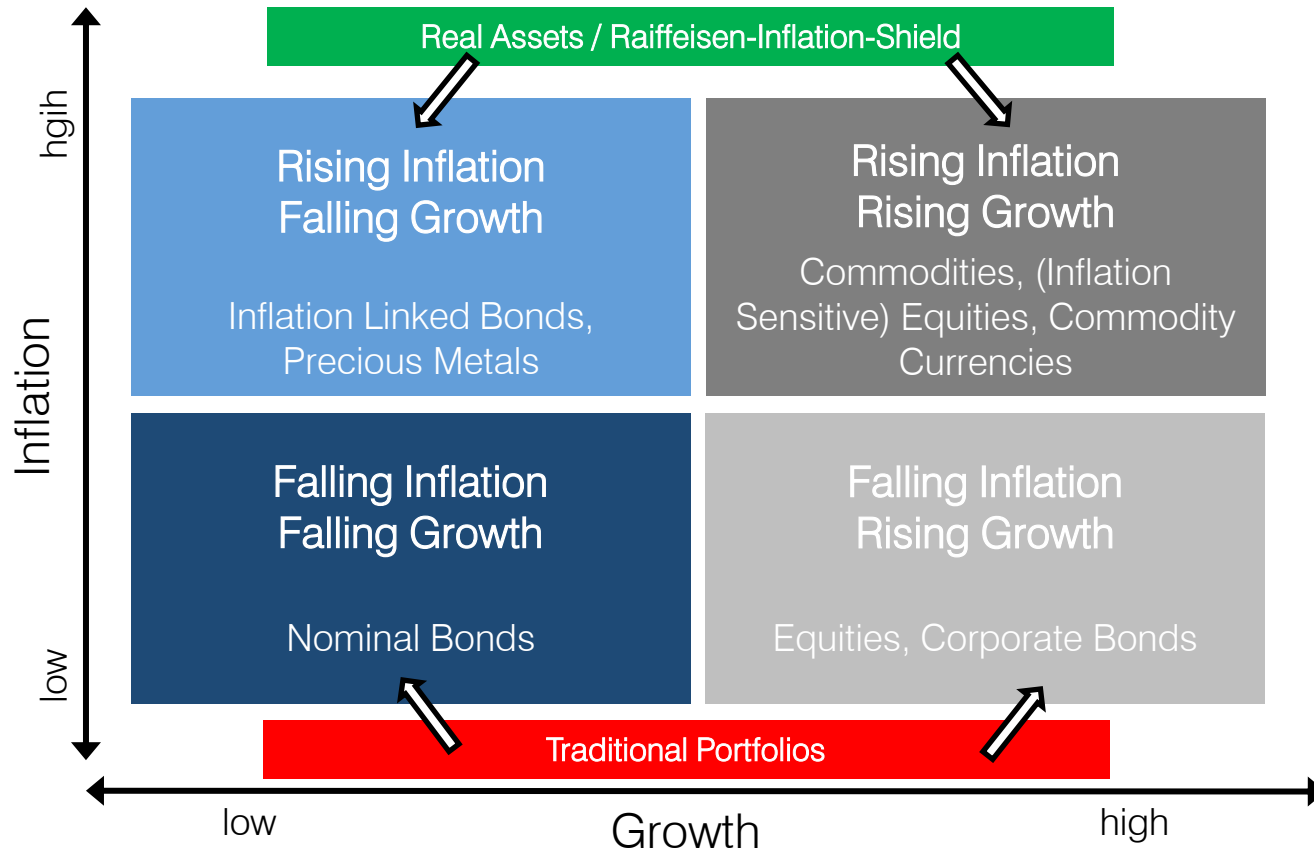 Real Assets / Raiffeisen-Inflation-Shield
hgih
Rising Inflation
Falling Growth
Inflation Linked Bonds,
Precious Metals
Rising Inflation
Rising Growth
Commodities, (Inflation
Sensitive) Equities, Commodity
Currencies
Inflation
Falling Inflation
Falling Growth
Nominal Bonds
Falling Inflation
Rising Growth
Equities, Corporate Bonds
low
Traditional Portfolios
low
Growth
high